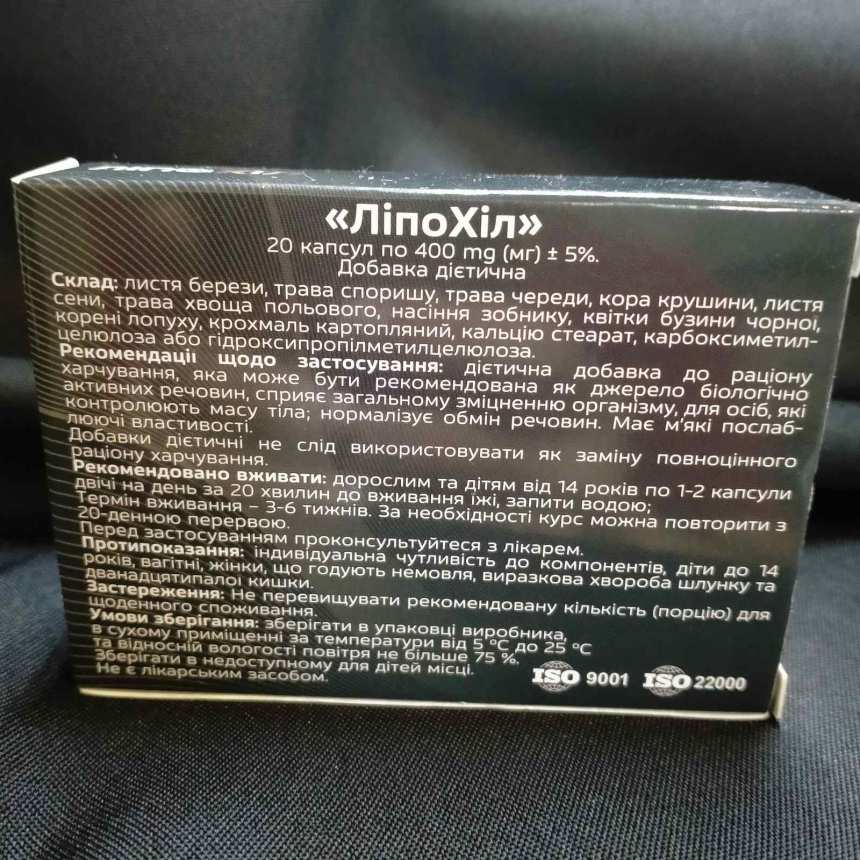 «ЛіпоХіл»
20 капсул по 400 mg (мг) ± 5%.
Добавка дієтична
Склад: листя берези, трава споришу, трава череди, кора крушини, листя
сени, трава хвоща польового, насіння зобнику, квітки бузини чорної,
корені лопуху, крохмаль картопляний, кальцію стеарат, карбоксиметил-
целюлоза або гідроксипропілметилцелюлоза.
Рекомендації щодо застосування: дієтична добавка до раціону
харчування, яка може бути рекомендована як джерело біологічно
активних речовин, сприяє загальному зміцненню організму, для осіб, які
контролюють масу тіла; нормалізує обмін речовин. Має м'які послаб-
люючі властивості.
Добавки дієтичні не слід використовувати як заміну повноцінного
раціону харчування.
Рекомендовано вживати: дорослим та дітям від 14 років по 1-2 капсули
двічі на день за 20 хвилин до вживання їжі, запити водою;
Термін вживання – 3-6 тижнів. За необхідності курс можна повторити з
20-денною перервою.
Перед застосуванням проконсультуйтеся з лікарем.
Протипоказання: індивідуальна чутливість до компонентів, діти до 14
років, вагітні, жінки, що годують немовля, виразкова хвороба шлунку та
дванадцятипалої кишки.
Застереження: Не перевищувати рекомендовану кількість (порцію) для
щоденного споживання.
Умови зберігання: зберігати в упаковці виробника,
в сухому приміщенні за температури від 5 °С до 25 °С
та відносній вологості повітря не більше 75 %.
Зберігати в недоступному для дітей місці.
Не є лікарським засобом.
ISO 9001 ISO 22000